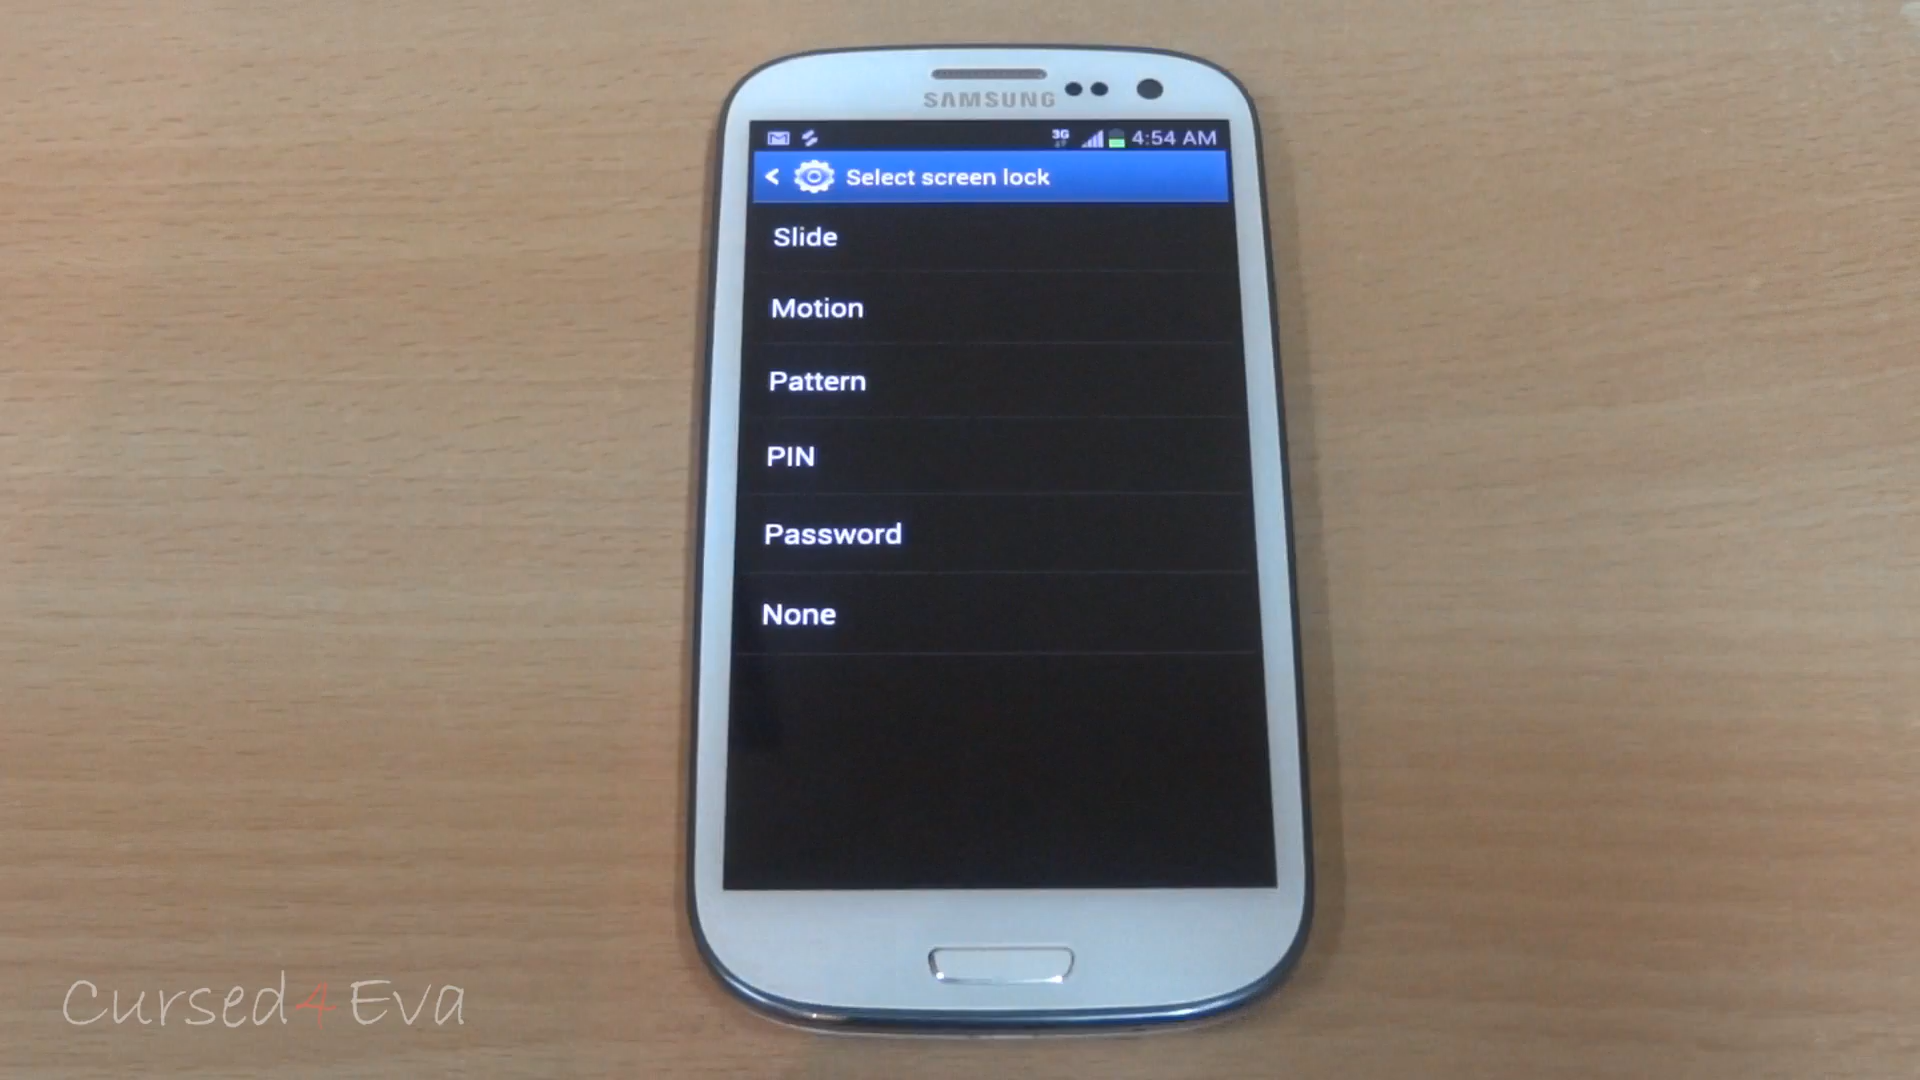 SAMSUNG
3G 4:54 AM
Select screen lock
Slide
Motion
Pattern
PIN
Password
None
Cursed4Eva